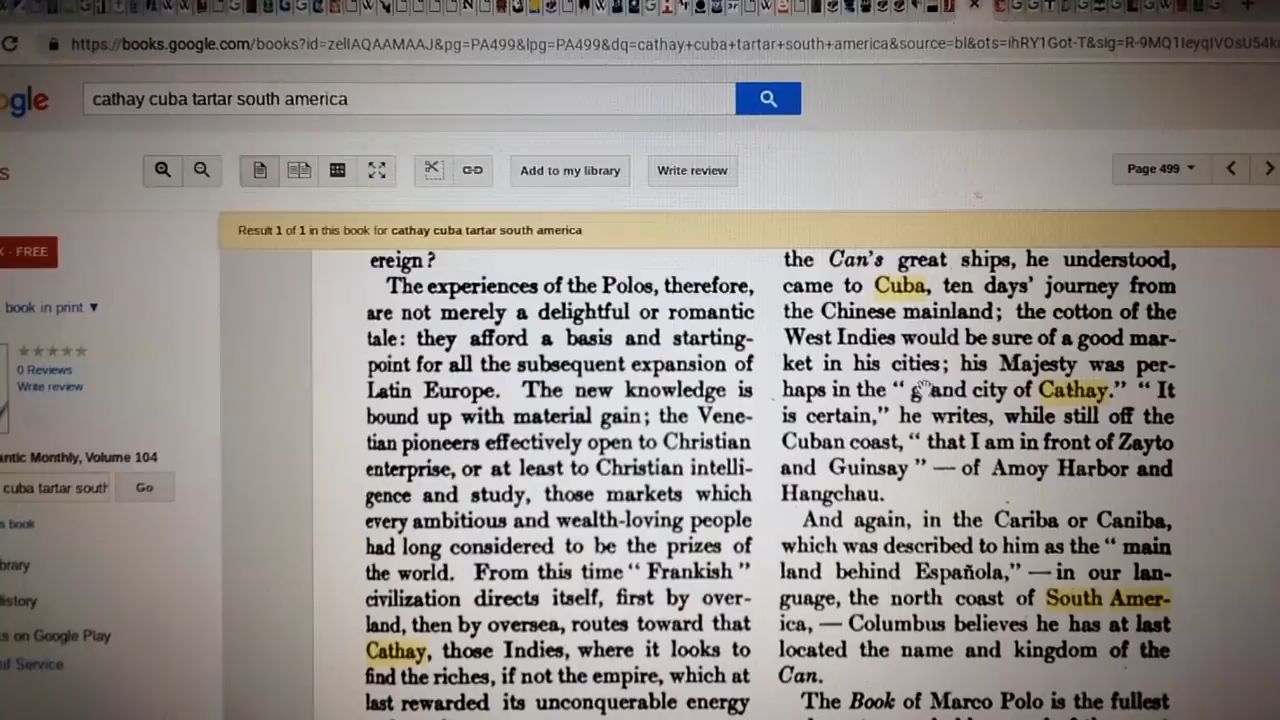 https://books.google.com/books?id=zelIAQAAMAAJ&pg=PA499&lpg=PA499&dq=cathay+cuba+tartar+south+america&source=bl&ots=ihRY1Got-T&sig=
ogle
cathay cuba tartar south america
s
Add to my library
Write review
Page 499
Result 1 of 1 in this book for cathay cuba tartar south america
K - FREE
book in print ▼
0 Reviews
Write review
antic Monthly, Volume 104
cuba tartar south
Go
s book
brary
History
s on Google Play
al Service
ereign?
The experiences of the Polos, therefore,
are not merely a delightful or romantic
tale: they afford a basis and starting-
point for all the subsequent expansion of
Latin Europe. The new knowledge is
bound up with material gain; the Vene-
tian pioneers effectively open to Christian
enterprise, or at least to Christian intelli-
gence and study, those markets which
every ambitious and wealth-loving people
had long considered to be the prizes of
the world. From this time "Frankish"
civilization directs itself, first by over-
land, then by oversea, routes toward that
Cathay, those Indies, where it looks to
find the riches, if not the empire, which at
last rewarded its unconquerable energy
the Can's great ships, he understood,
came to Cuba, ten days' journey from
the Chinese mainland; the cotton of the
West Indies would be sure of a good mar-
ket in his cities; his Majesty was per-
haps in the "grand city of Cathay." "It
is certain," he writes, while still off the
Cuban coast, "that I am in front of Zayto
and Guinsay" — of Amoy Harbor and
Hangchau.
And again, in the Cariba or Caniba,
which was described to him as the "main
land behind Española," — in our lan-
guage, the north coast of South Amer-
ica, — Columbus believes he has at last
located the name and kingdom of the
Can.
The Book of Marco Polo is the fullest